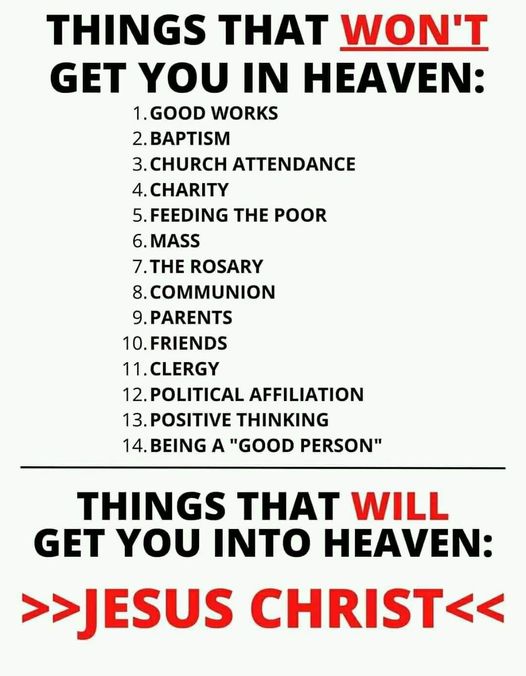 THINGS THAT WON'T
GET YOU IN HEAVEN:
1. GOOD WORKS
2. BAPTISM
3. CHURCH ATTENDANCE
4. CHARITY
5. FEEDING THE POOR
6. MASS
7. THE ROSARY
8. COMMUNION
9. PARENTS
10. FRIENDS
11. CLERGY
12. POLITICAL AFFILIATION
13. POSITIVE THINKING
14. BEING A "GOOD PERSON"
THINGS THAT WILL
GET YOU INTO HEAVEN:
>>JESUS CHRIST<<